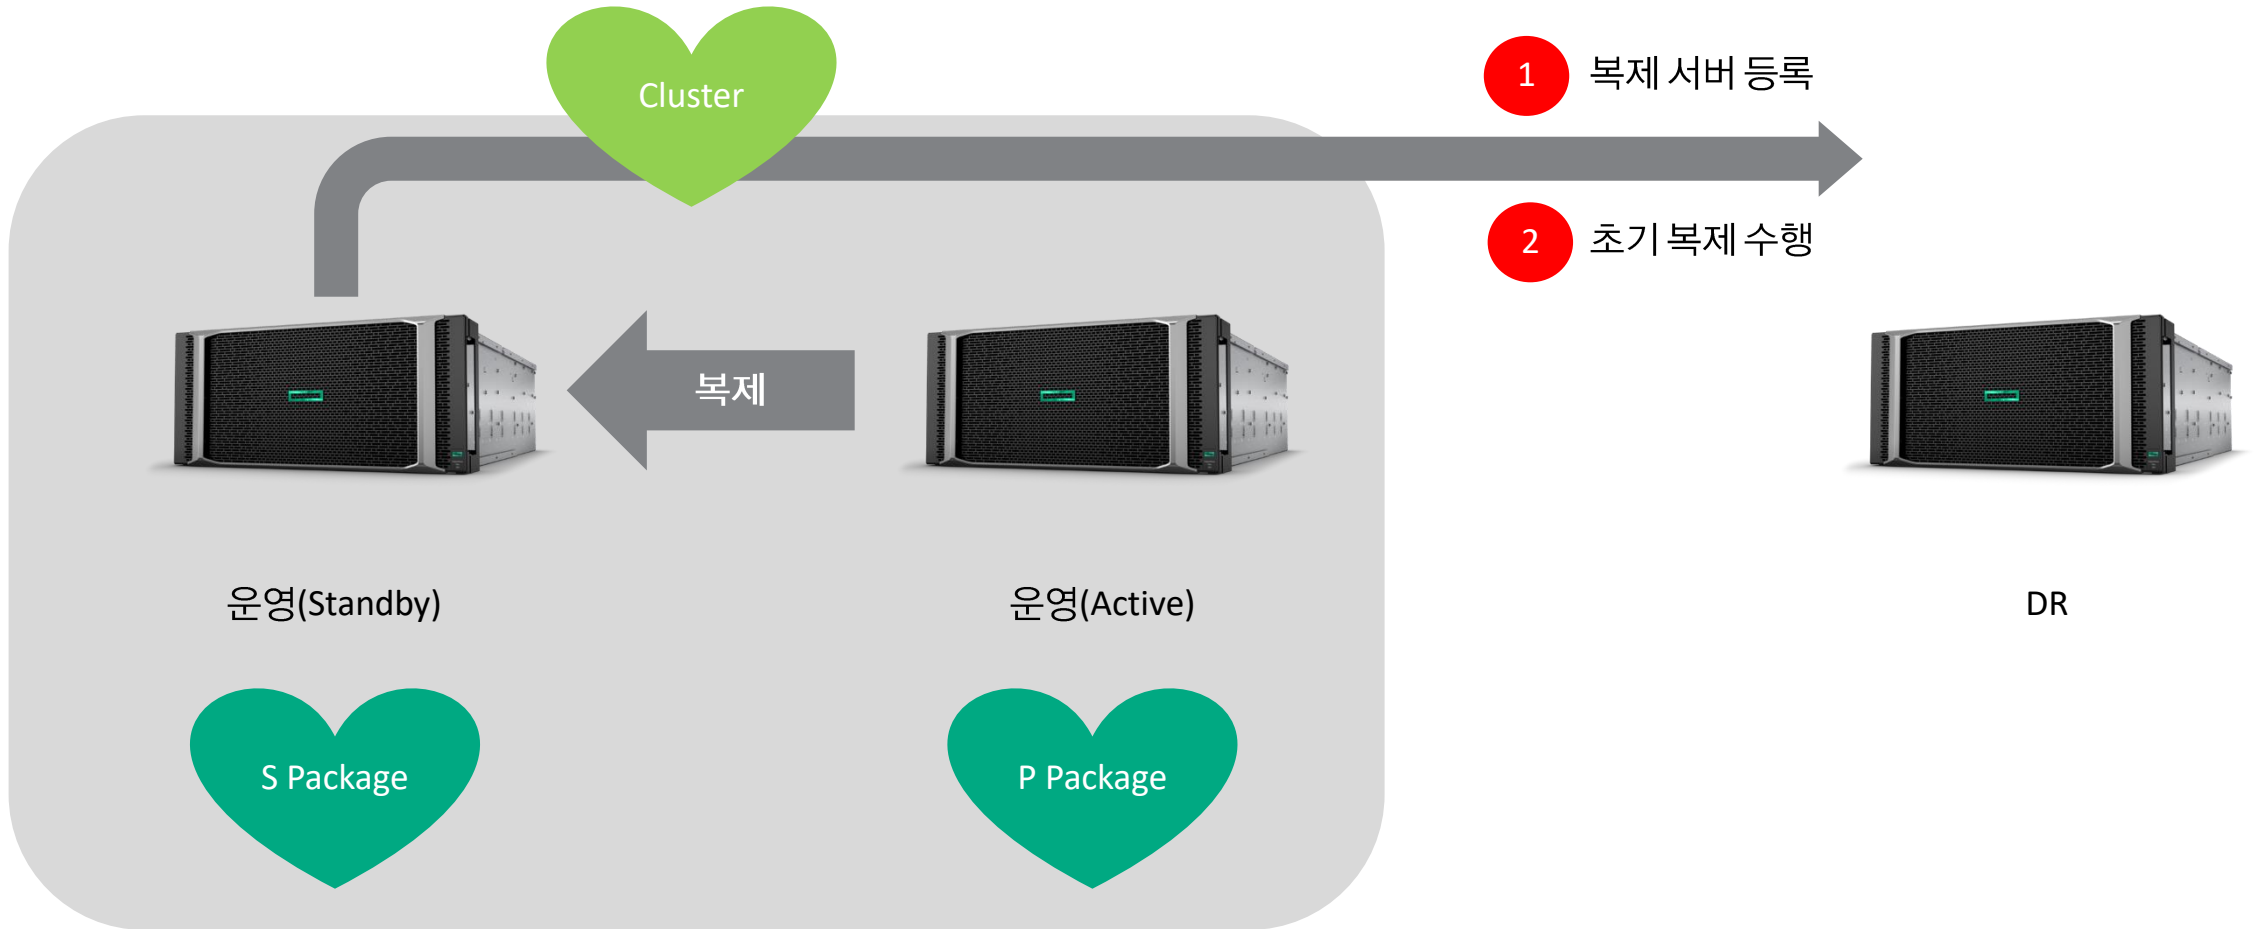 Cluster
1 복제 서버 등록
2 초기 복제 수행
복제
운영(Standby)
운영(Active)
DR
S Package
P Package